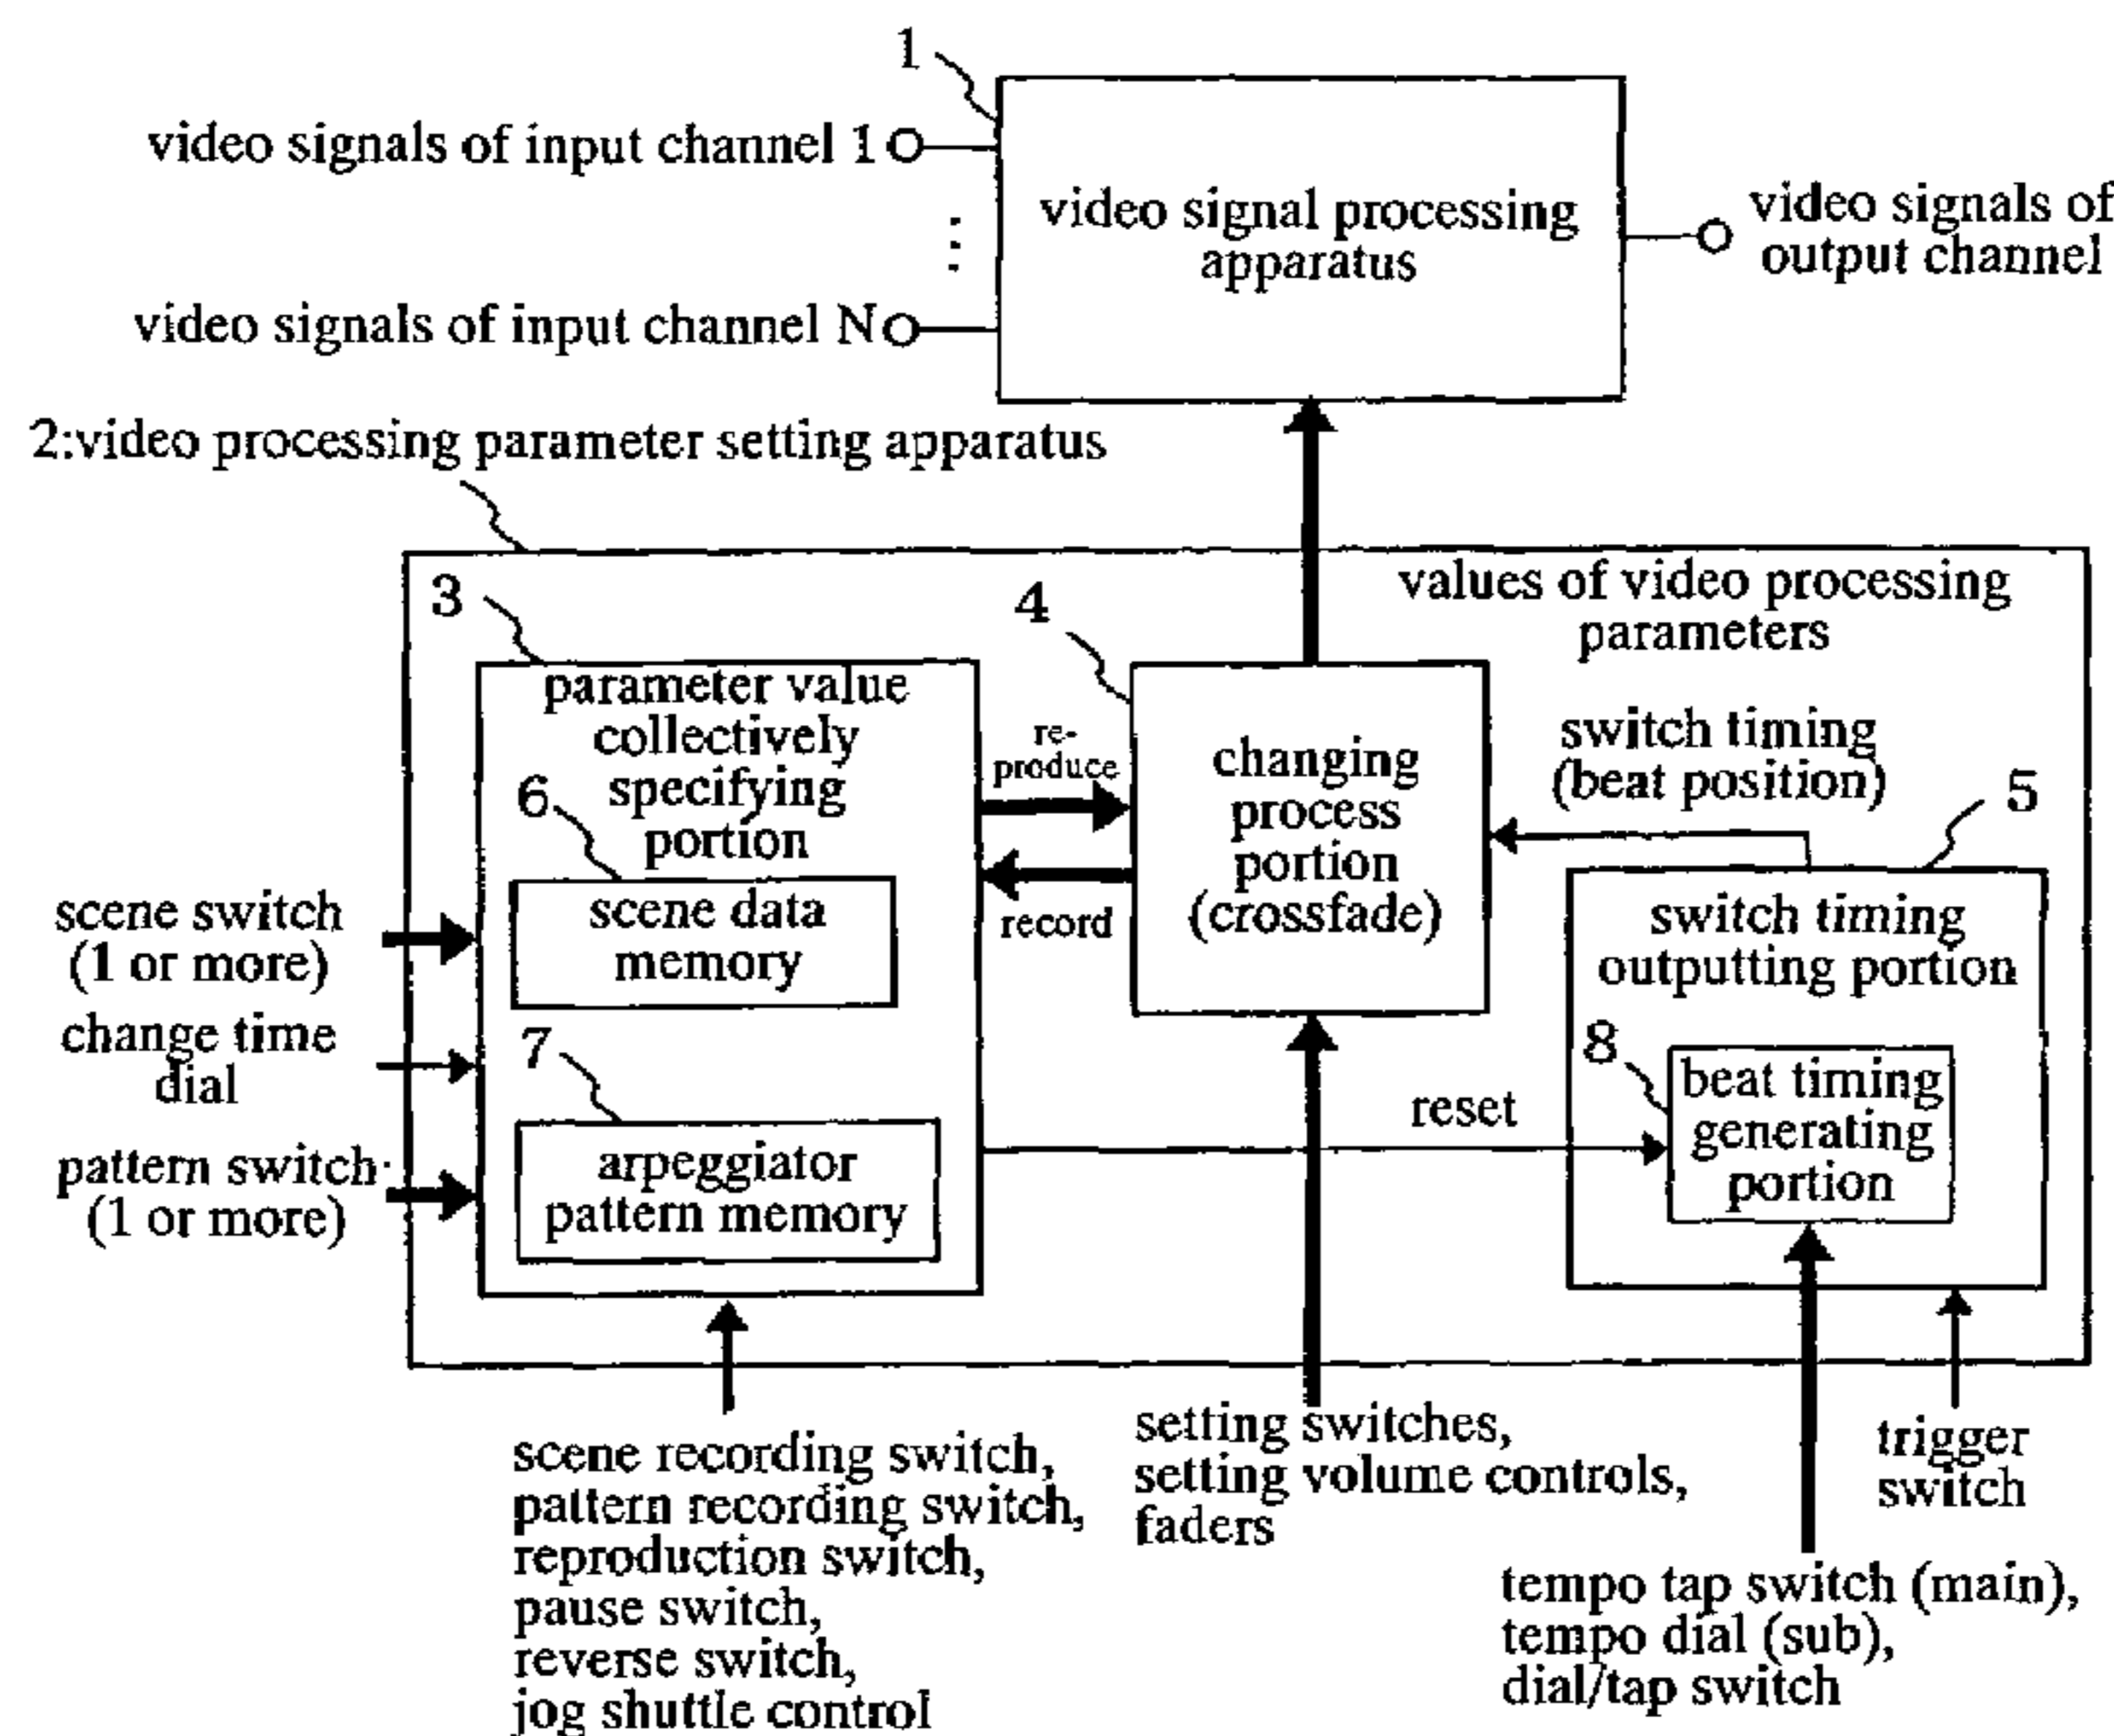 1
video signals of input channel 1
video signal processing
apparatus
video signals of
output channel
video signals of input channel N
2:video processing parameter setting apparatus
values of video processing
parameters
3
parameter value
collectively
specifying
portion
4
re-
produce
record
changing
process
portion
(crossfade)
switch timing
(beat position)
5
6
scene data
memory
scene switch
(1 or more)
change time
dial
pattern switch
(1 or more)
7
arpeggiator
pattern memory
switch timing
outputting portion
8
beat timing
generating
portion
reset
scene recording switch,
pattern recording switch,
reproduction switch,
pause switch,
reverse switch,
jog shuttle control
setting switches,
setting volume controls,
faders
trigger
switch
tempo tap switch (main),
tempo dial (sub),
dial/tap switch